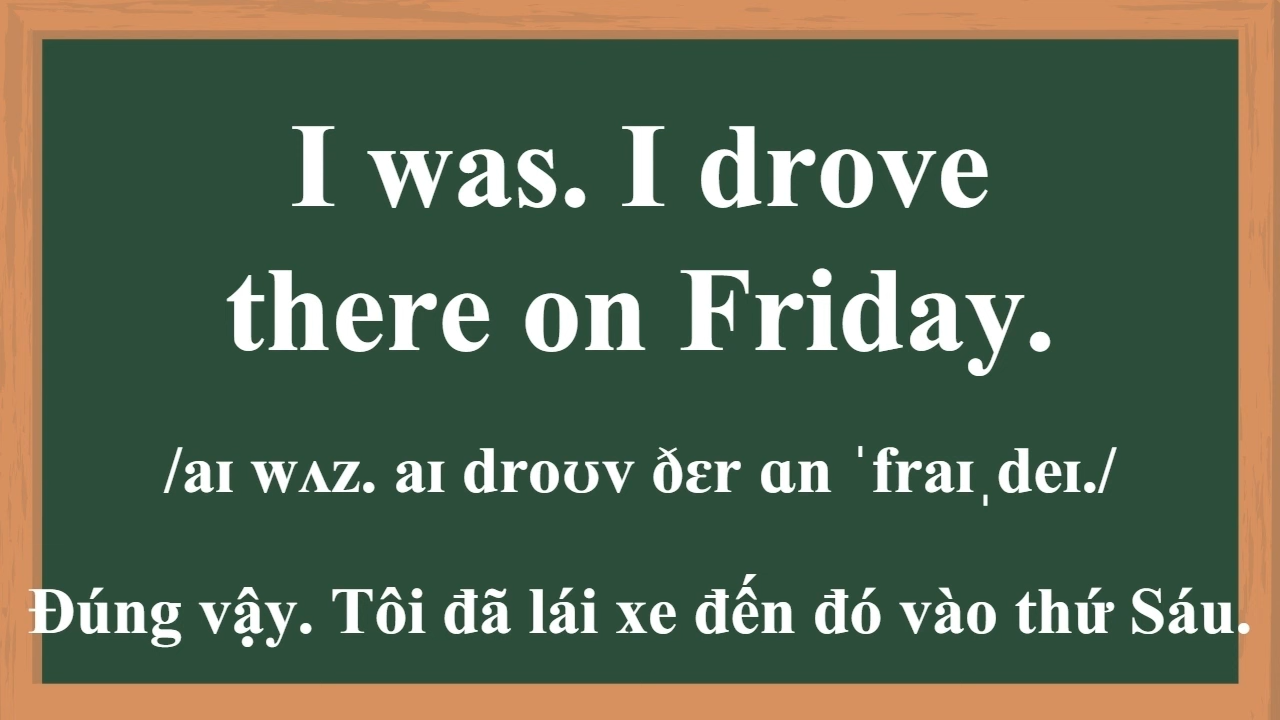 I was. I drove
there on Friday.
/aɪ wʌz. aɪ droʊv ðɛr ɑn ˈfraɪˌdeɪ./
Đúng vậy. Tôi đã lái xe đến đó vào thứ Sáu.